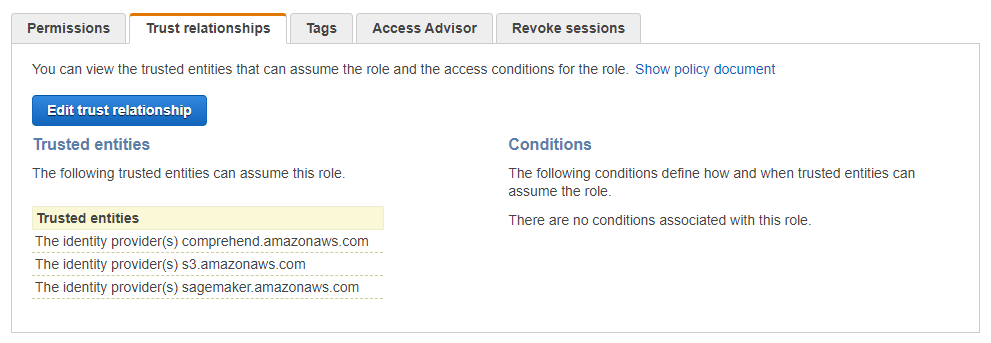 Permissions
Trust relationships
Tags
Access Advisor
Revoke sessions
You can view the trusted entities that can assume the role and the access conditions for the role. Show policy document
Edit trust relationship
Trusted entities
The following trusted entities can assume this role.
Trusted entities
The identity provider(s) comprehend.amazonaws.com
The identity provider(s) s3.amazonaws.com
The identity provider(s) sagemaker.amazonaws.com
Conditions
The following conditions define how and when trusted entities can
assume the role.
There are no conditions associated with this role.